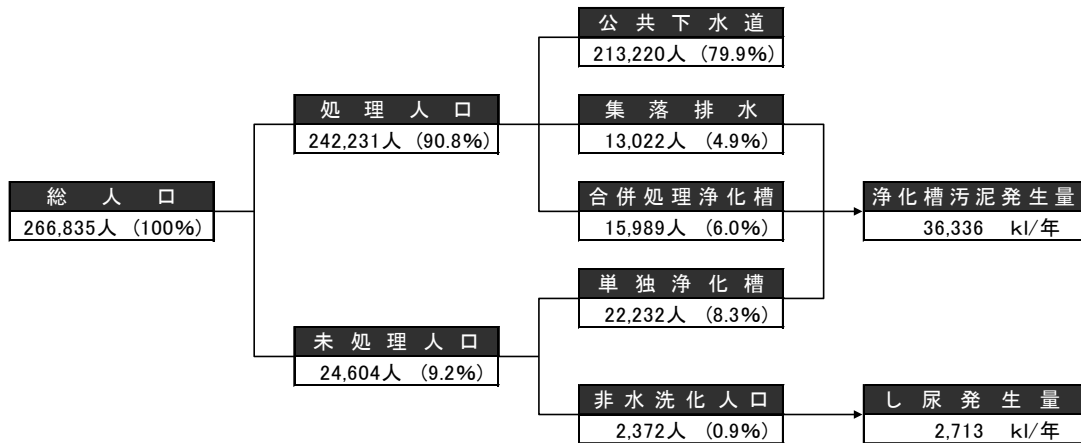 総人口
266,835人 (100%)
処理人口
242,231人 (90.8%)
未処理人口
24,604人 (9.2%)
公共下水道
213,220人 (79.9%)
集落排水
13,022人 (4.9%)
合併処理浄化槽
15,989人 (6.0%)
単独浄化槽
22,232人 (8.3%)
非水洗化人口
2,372人 (0.9%)
浄化槽汚泥発生量
36,336 kl/年
し尿発生量
2,713 kl/年